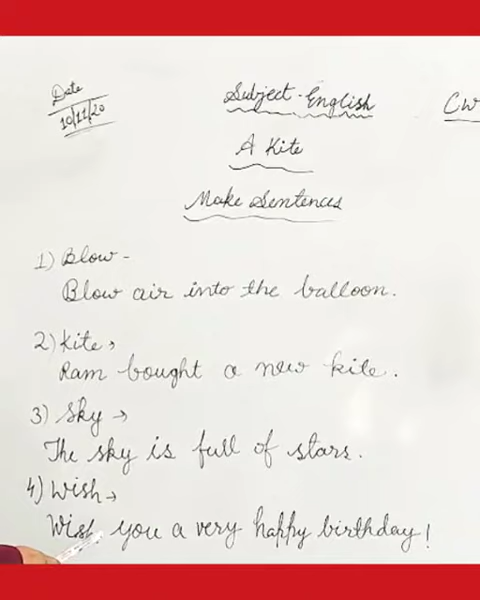 Date
10/11/20
Subject - English
CW
A Kite
Make Sentences
1) Blow -
Blow air into the balloon.
2) Kite →
Ram bought a new kite.
3) Sky →
The sky is full of stars.
4) Wish →
Wish you a very happy birthday!